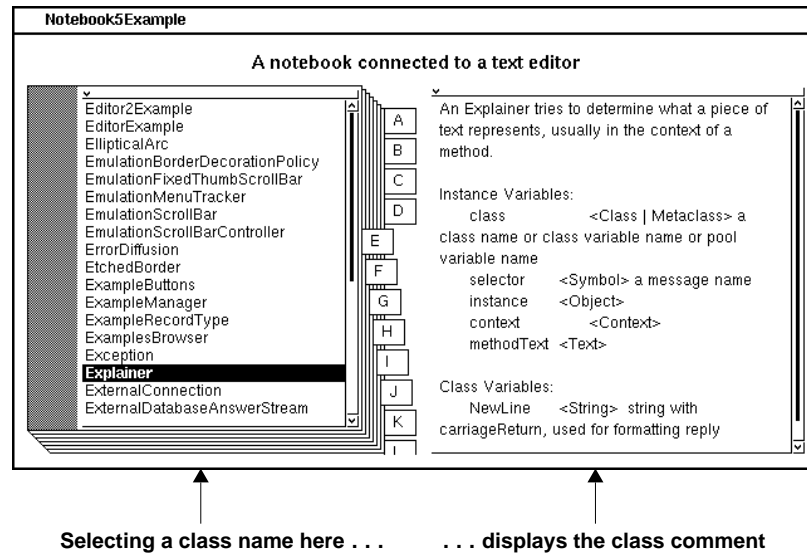 Notebook5Example
A notebook connected to a text editor
Editor2Example
EditorExample
EllipticalArc
EmulationBorderDecorationPolicy
EmulationFixedThumbScrollBar
EmulationMenuTracker
EmulationScrollBar
EmulationScrollBarController
ErrorDiffusion
EtchedBorder
ExampleButtons
ExampleManager
ExampleRecordType
ExamplesBrowser
Exception
Explainer
ExternalConnection
ExternalDatabaseAnswerStream
A
B
C
D
E
F
G
H
I
J
K
L
An Explainer tries to determine what a piece of
text represents, usually in the context of a
method.
Instance Variables:
class <Class | Metaclass> a
class name or class variable name or pool
variable name
selector <Symbol> a message name
instance <Object>
context <Context>
methodText <Text>
Class Variables:
NewLine <String> string with
carriageReturn, used for formatting reply
Selecting a class name here . . .
. . . displays the class comment